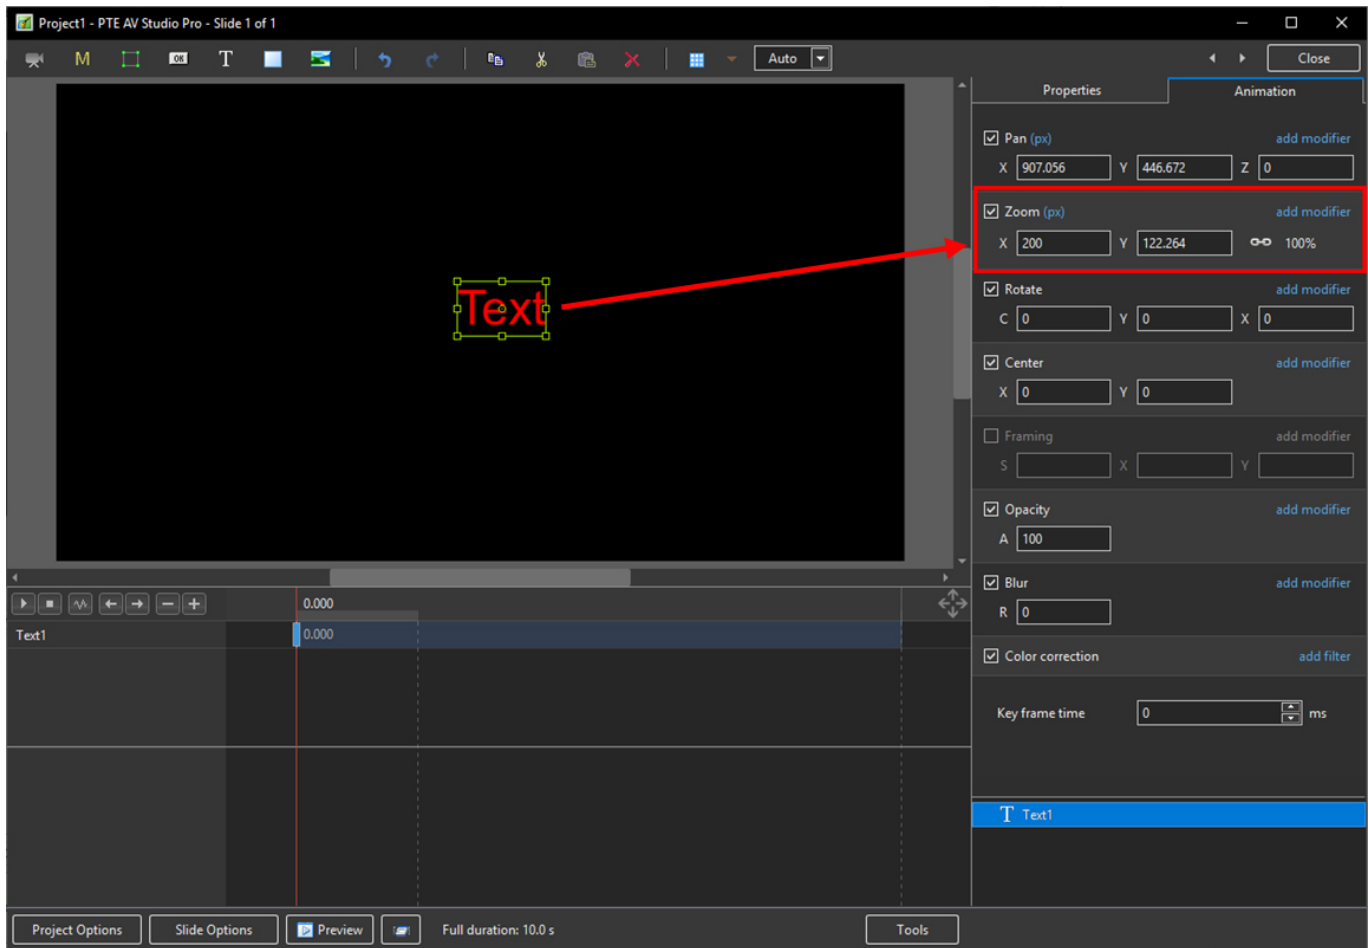 Project1 - PTE AV Studio Pro - Slide 1 of 1
M OK T Auto Close
Properties Animation
Pan (px) add modifier
X 907.056 Y 446.672 Z 0
Zoom (px) add modifier
X 200 Y 122.264 100%
Text
Rotate add modifier
C 0 Y 0 X 0
Center add modifier
X 0 Y 0
Framing add modifier
S X Y
Opacity add modifier
A 100
Blur add modifier
R 0
0.000
Text1 0.000
Color correction add filter
Key frame time 0 ms
T Text1
Project Options Slide Options Preview Full duration: 10.0 s Tools